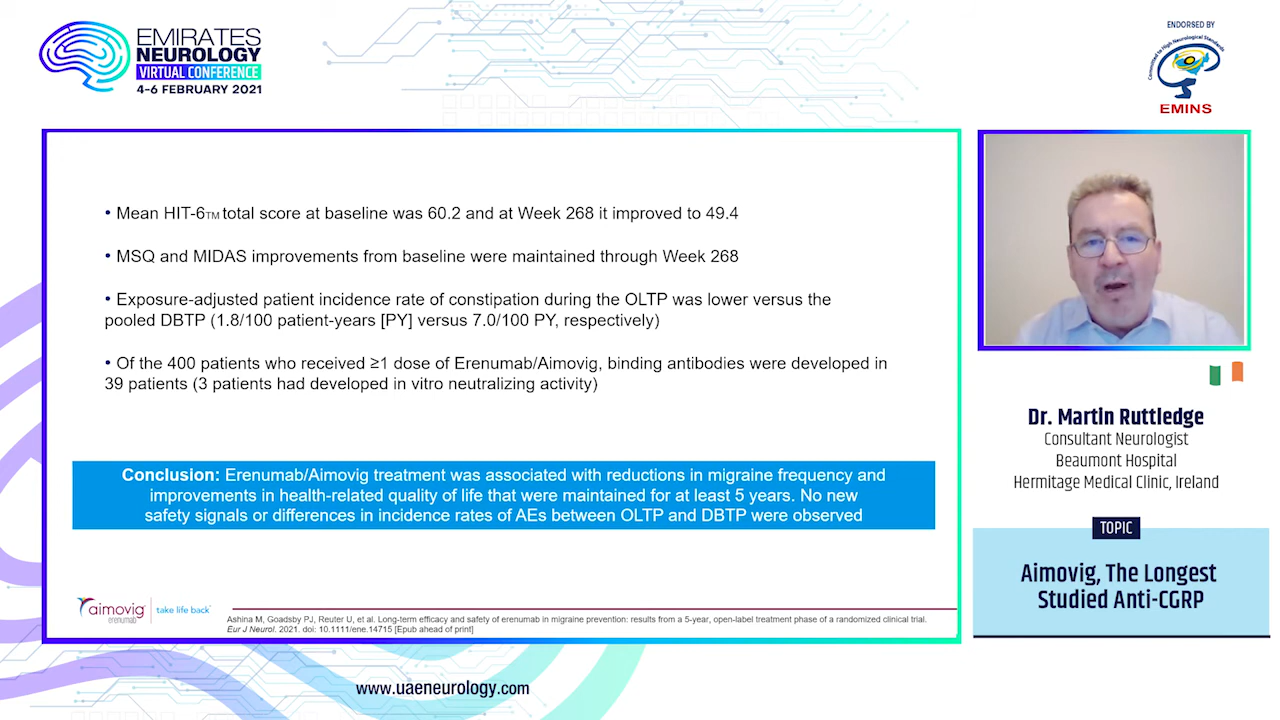 EMIRATES
NEUROLOGY
VIRTUAL CONFERENCE
4-6 FEBRUARY 2021
ENDORSED BY
Committed to High Neurological Standards
EMINS
• Mean HIT-6TM total score at baseline was 60.2 and at Week 268 it improved to 49.4
• MSQ and MIDAS improvements from baseline were maintained through Week 268
• Exposure-adjusted patient incidence rate of constipation during the OLTP was lower versus the
pooled DBTP (1.8/100 patient-years [PY] versus 7.0/100 PY, respectively)
• Of the 400 patients who received ≥1 dose of Erenumab/Aimovig, binding antibodies were developed in
39 patients (3 patients had developed in vitro neutralizing activity)
Conclusion: Erenumab/Aimovig treatment was associated with reductions in migraine frequency and
improvements in health-related quality of life that were maintained for at least 5 years. No new
safety signals or differences in incidence rates of AEs between OLTP and DBTP were observed
aimovig
erenumab
take life back
Ashina M, Goadsby PJ, Reuter U, et al. Long-term efficacy and safety of erenumab in migraine prevention: results from a 5-year, open-label treatment phase of a randomized clinical trial.
Eur J Neurol. 2021. doi: 10.1111/ene.14715 [Epub ahead of print]
Dr. Martin Ruttledge
Consultant Neurologist
Beaumont Hospital
Hermitage Medical Clinic, Ireland
TOPIC
Aimovig, The Longest
Studied Anti-CGRP
www.uaeneurology.com